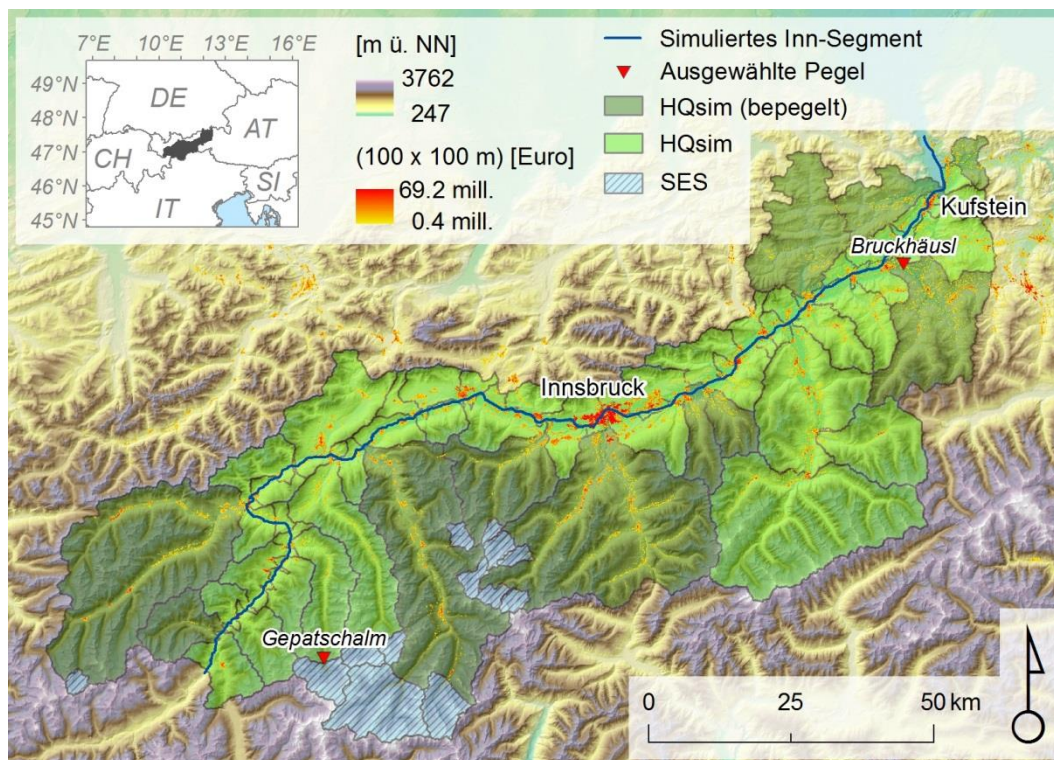 7°E 10°E 13°E 16°E
49°N
48°N
47°N
46°N
45°N
DE
AT
CH
SI
IT
[m ü. NN]
3762
247
(100 x 100 m) [Euro]
69.2 mill.
0.4 mill.
Simuliertes Inn-Segment
Ausgewählte Pegel
HQsim (bepegelt)
HQsim
SES
Kufstein
Bruckhäusl
Innsbruck
Gepatschalm
0 25 50 km